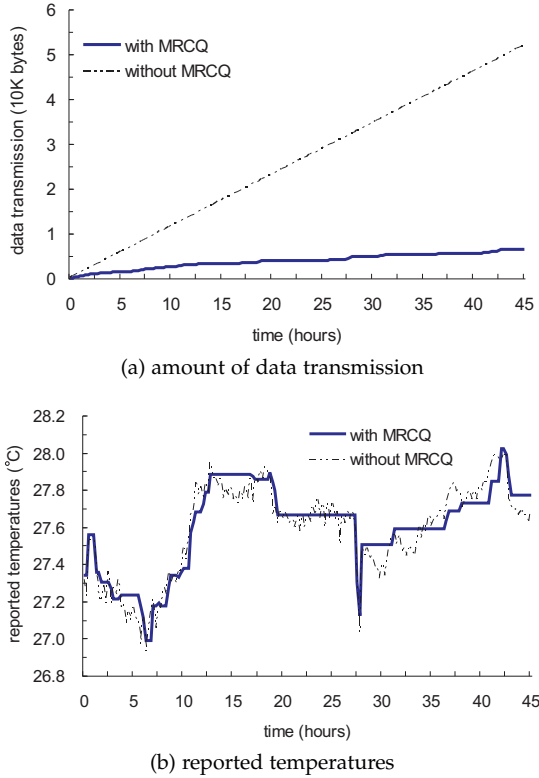 6
5
4
3
2
1
0
data transmission (10K bytes)
with MRCQ
without MRCQ
0 5 10 15 20 25 30 35 40 45
time (hours)
(a) amount of data transmission
28.2
28.0
27.8
27.6
27.4
27.2
27.0
26.8
reported temperatures (°C)
with MRCQ
without MRCQ
0 5 10 15 20 25 30 35 40 45
time (hours)
(b) reported temperatures